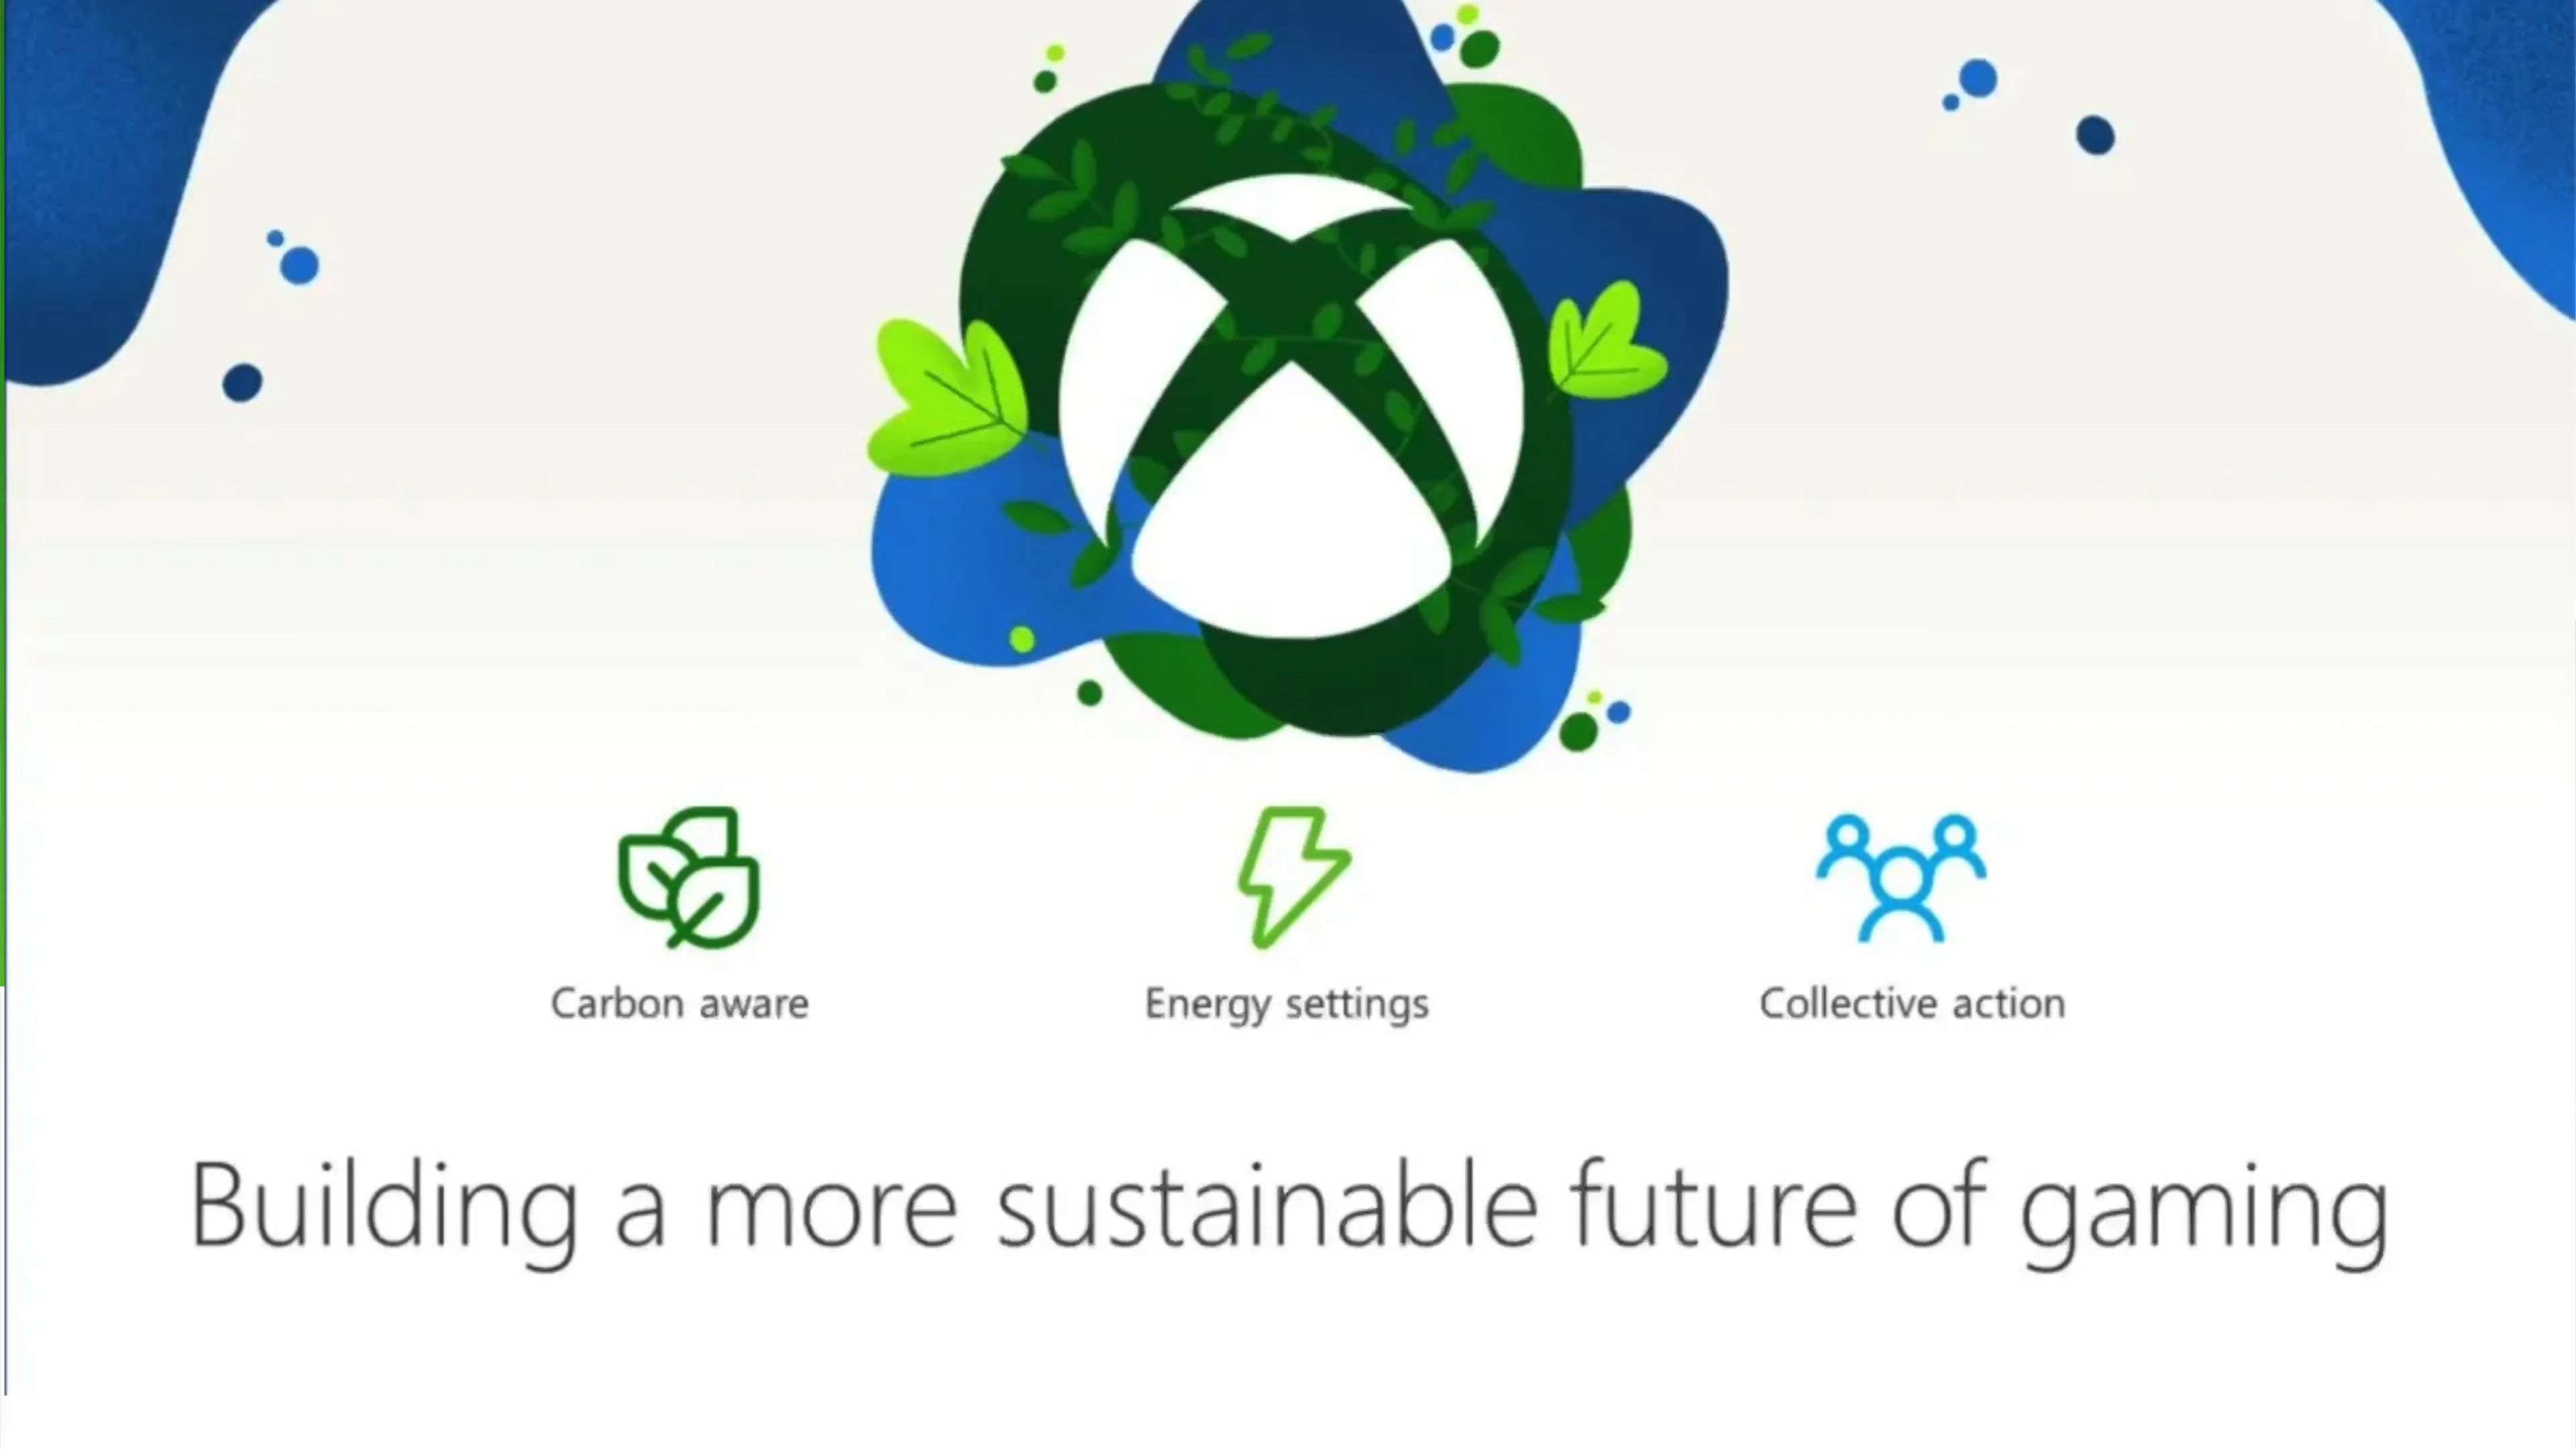 Carbon aware
Energy settings
Collective action
Building a more sustainable future of gaming